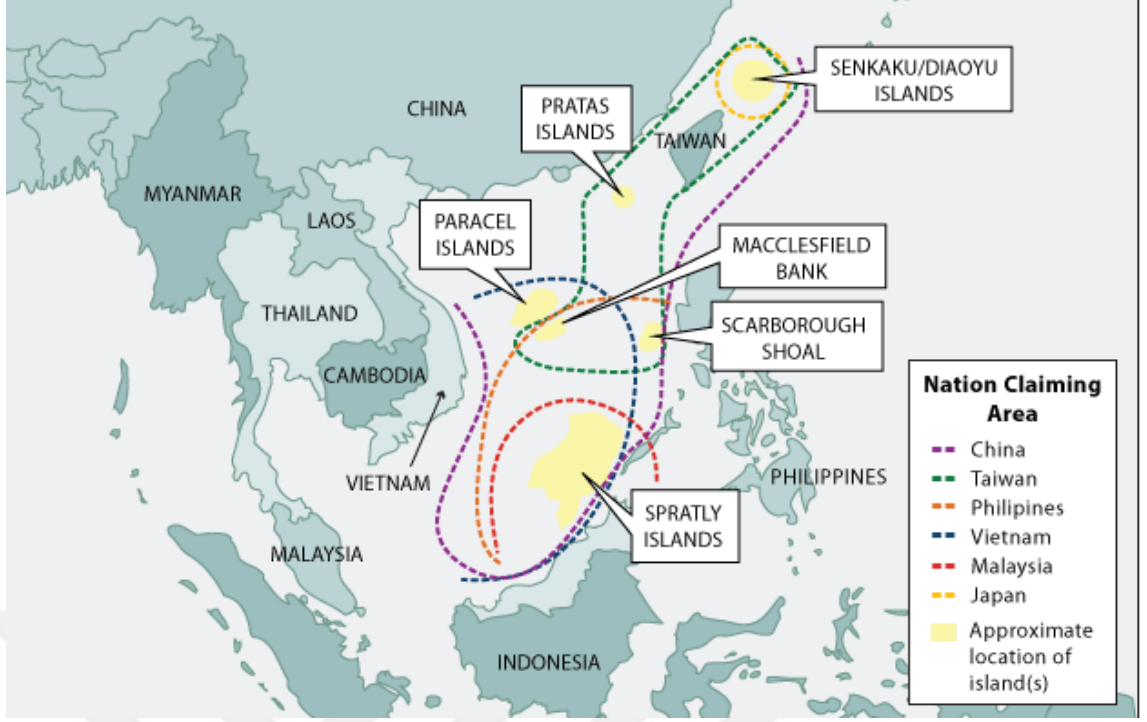 CHINA
PRATAS
ISLANDS
SENKAKU/DIAOYU
ISLANDS
TAIWAN
MYANMAR
LAOS
PARACEL
ISLANDS
MACCLESFIELD
BANK
THAILAND
SCARBOROUGH
SHOAL
CAMBODIA
VIETNAM
PHILIPPINES
SPRATLY
ISLANDS
MALAYSIA
INDONESIA
Nation Claiming
Area
China
Taiwan
Philipines
Vietnam
Malaysia
Japan
Approximate
location of
island(s)